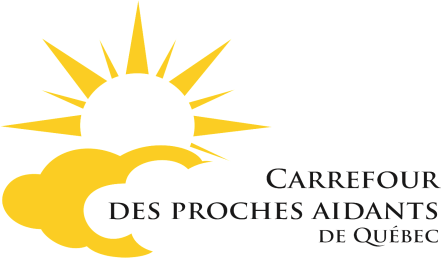 Carrefour
des proches aidants
de Québec